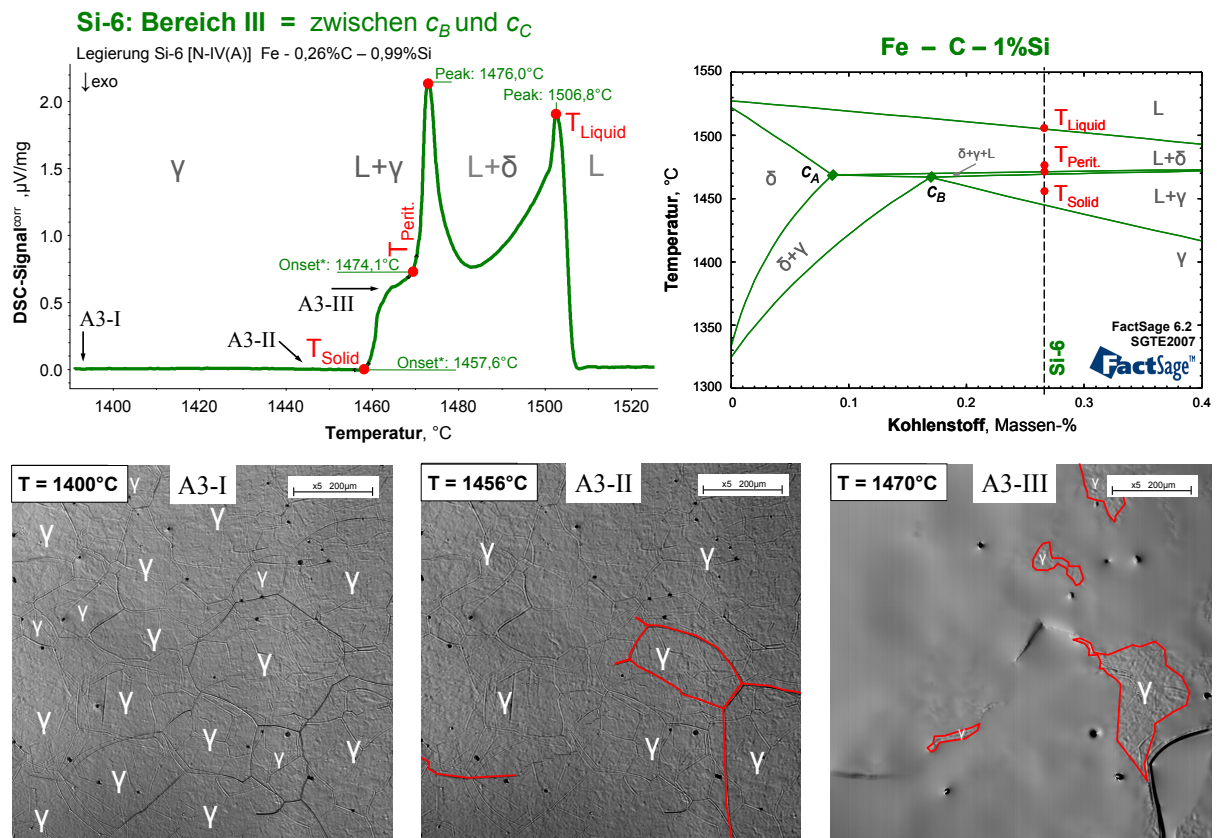 Si-6: Bereich III = zwischen cB und cC
Legierung Si-6 [N-IV(A)] Fe - 0,26%C – 0,99%Si
↓exo
Peak: 1476,0°C
Peak: 1506,8°C
TLiquid
γ
L+γ
L+δ
L
TPerit.
Onset*: 1474,1°C
A3-III
A3-I
A3-II
TSolid
Onset*: 1457,6°C
DSC-Signalcorr ,µV/mg
2.0
1.5
1.0
0.5
0.0
1400
1420
1440
1460
1480
1500
1520
Temperatur, °C
Fe – C – 1%Si
1550
1500
1450
1400
1350
1300
Temperatur, °C
L
TLiquid
δ+γ+L
L+δ
TPerit.
δ
cA
cB
TSolid
L+γ
δ+γ
γ
FactSage 6.2
SGTE2007
FactSage™
Si-6
0
0.1
0.2
0.3
0.4
Kohlenstoff, Massen-%
T = 1400°C
A3-I
x5 200µm
γ γ γ
γ γ γ
γ γ γ γ
γ γ
γ γ γ
γ γ γ
γ γ
T = 1456°C
A3-II
x5 200µm
γ γ
γ
γ
γ
γ γ
T = 1470°C
A3-III
x5 200µm
γ
γ
γ
γ